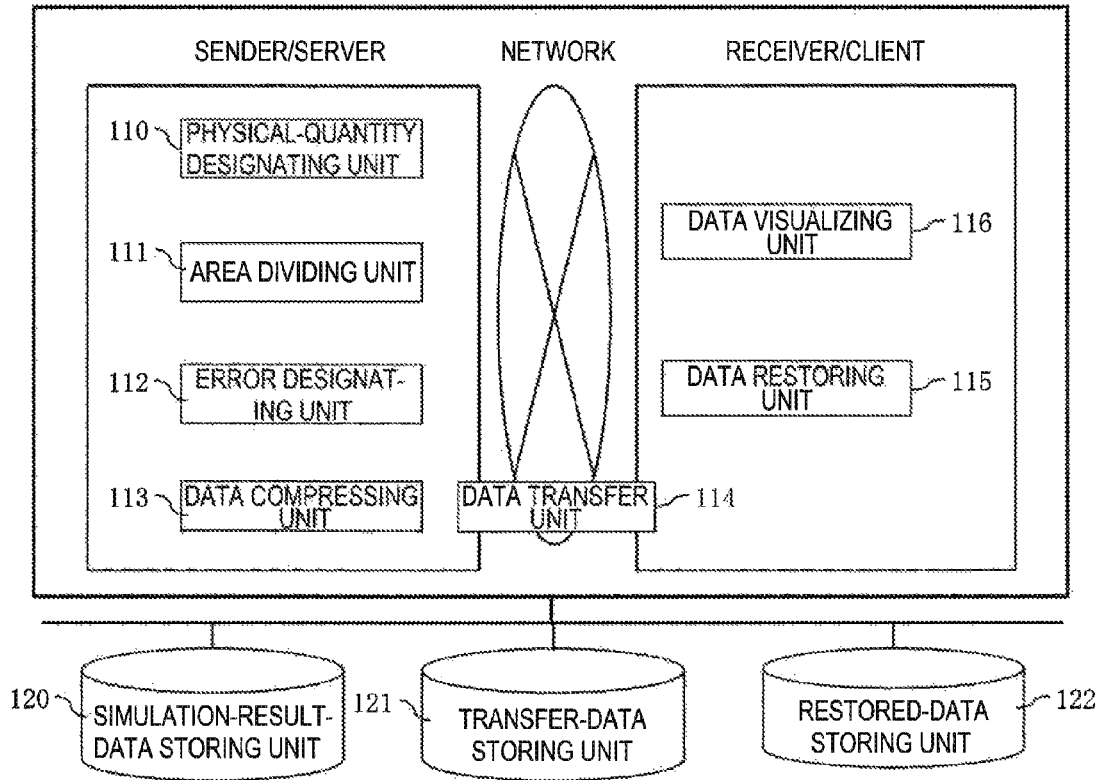 SENDER/SERVER
NETWORK
RECEIVER/CLIENT
110
PHYSICAL-QUANTITY
DESIGNATING UNIT
111
AREA DIVIDING UNIT
112
ERROR DESIGNAT-
ING UNIT
113
DATA COMPRESSING
UNIT
DATA TRANSFER
UNIT
114
DATA VISUALIZING
UNIT
116
DATA RESTORING
UNIT
115
120
SIMULATION-RESULT-
DATA STORING UNIT
121
TRANSFER-DATA
STORING UNIT
RESTORED-DATA
STORING UNIT
122